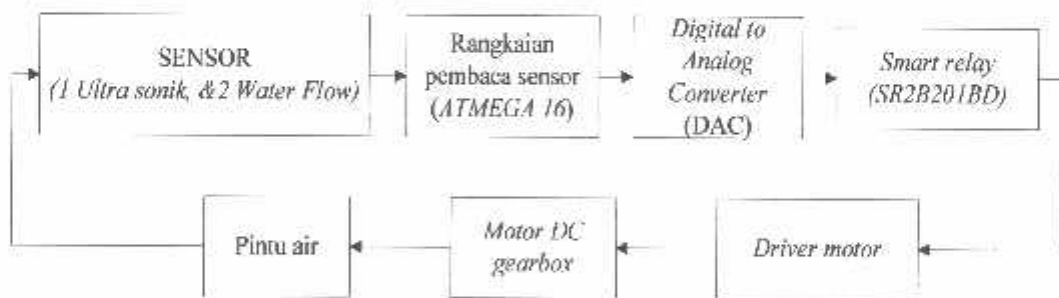 SENSOR
(1 Ultra sonik, &2 Water Flow)
Rangkaian
pembaca sensor
(ATMEGA 16)
Digital to
Analog
Converter
(DAC)
Smart relay
(SR2B201BD)
Pintu air
Motor DC
gearbox
Driver motor